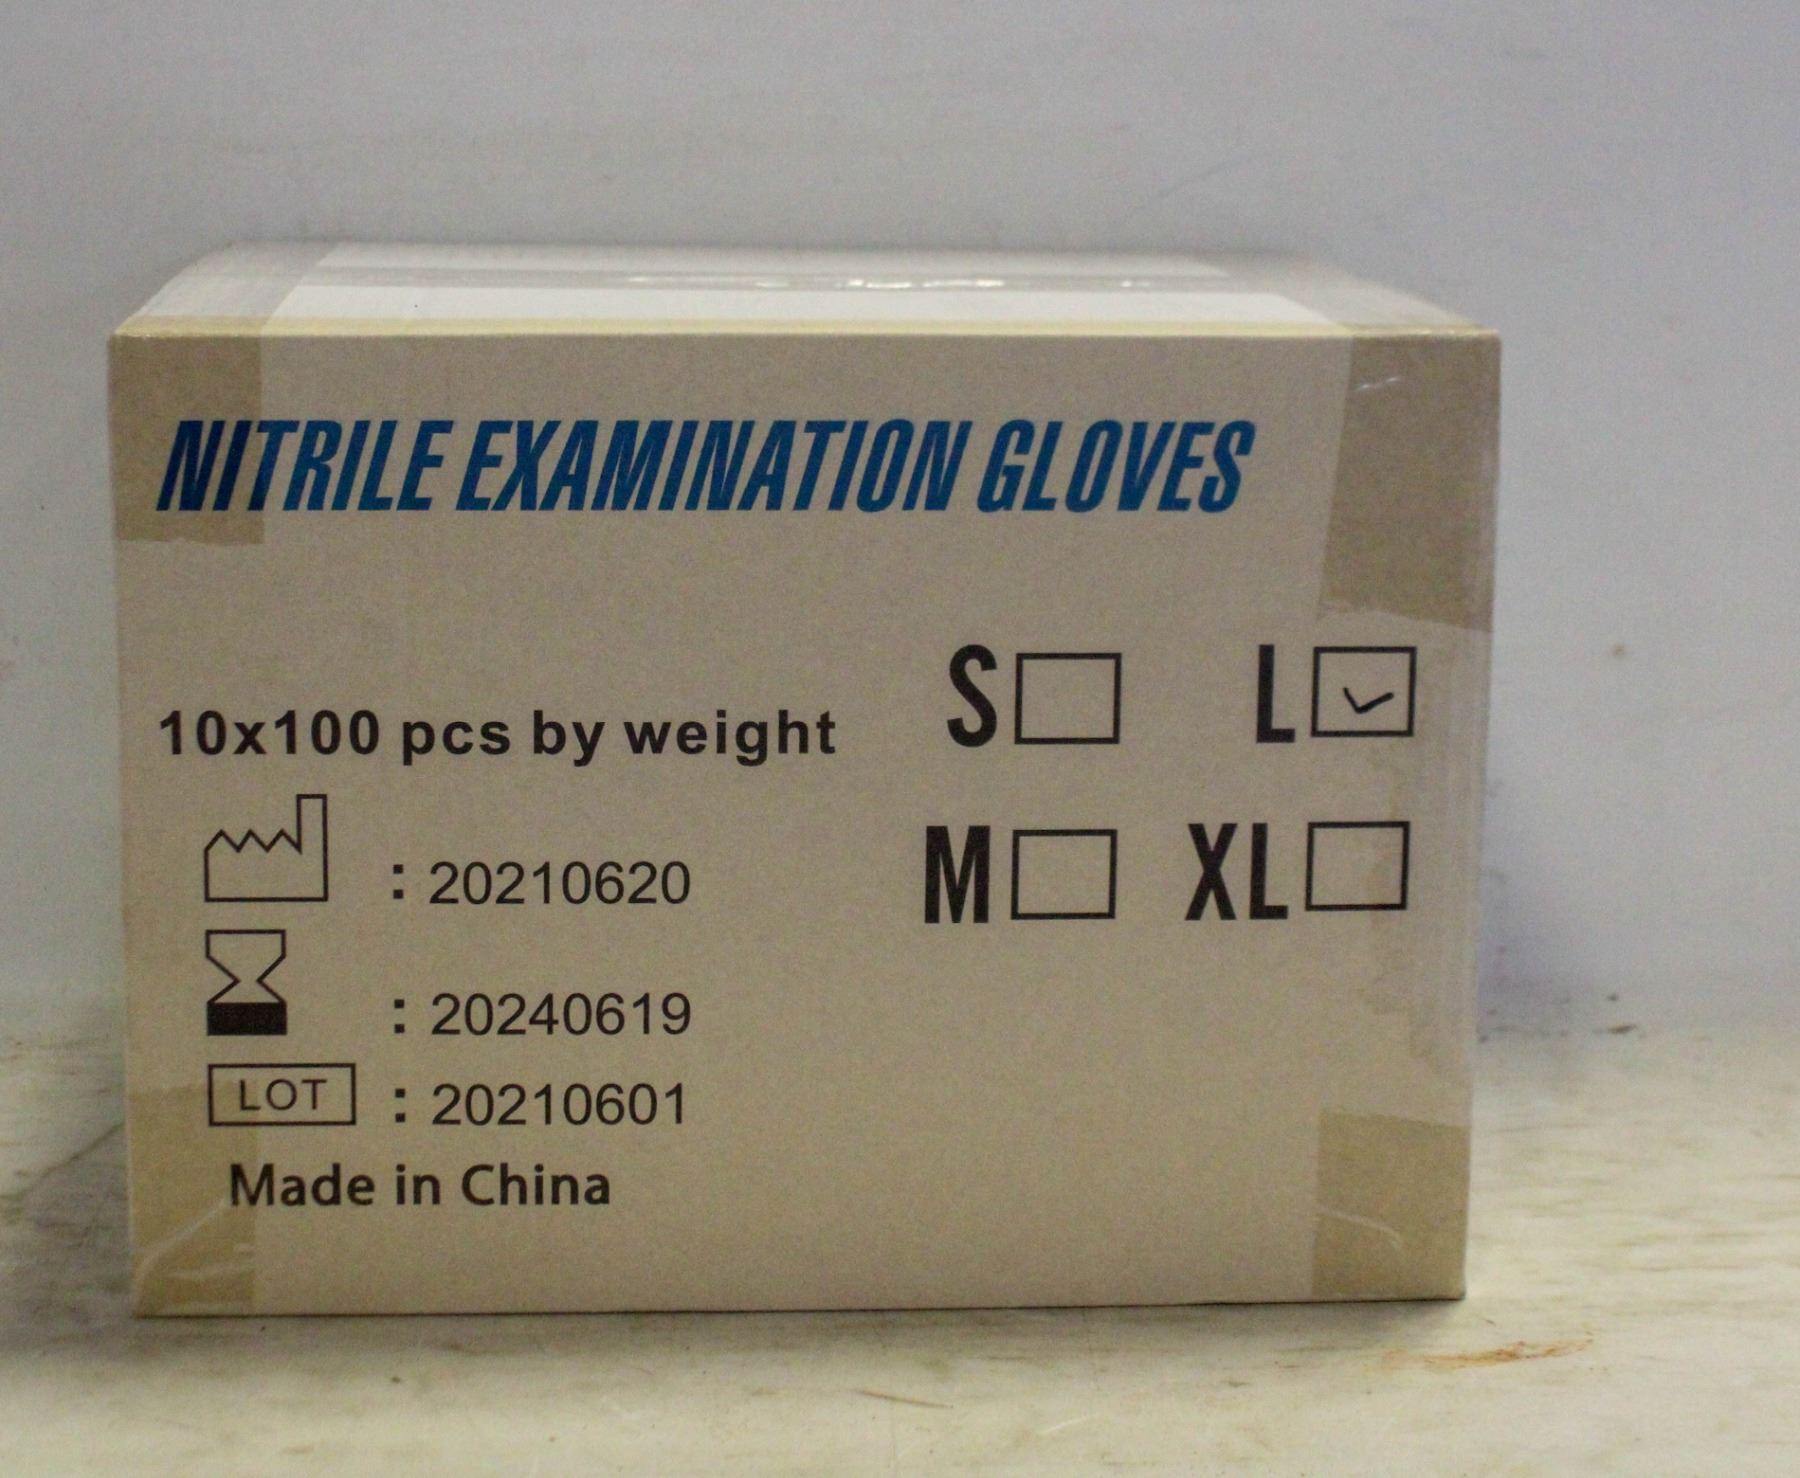 NITRILE EXAMINATION GLOVES
S L
10x100 pcs by weight
M XL
: 20210620
: 20240619
LOT : 20210601
Made in China